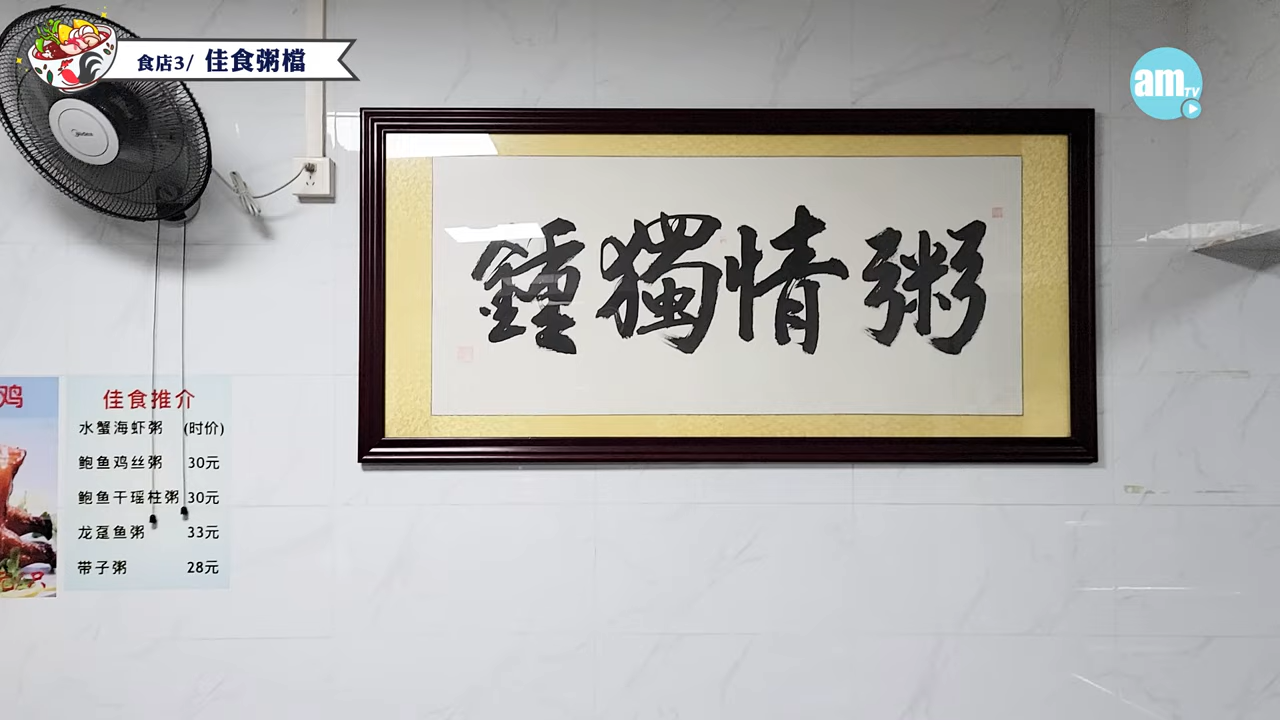 食店3/ 佳食粥檔
am TV
Midea
粥情獨鍾
鸡
佳食推介
水蟹海虾粥 (时价)
鲍鱼鸡丝粥 30元
鲍鱼干瑶柱粥 30元
龙趸鱼粥 33元
带子粥 28元
只